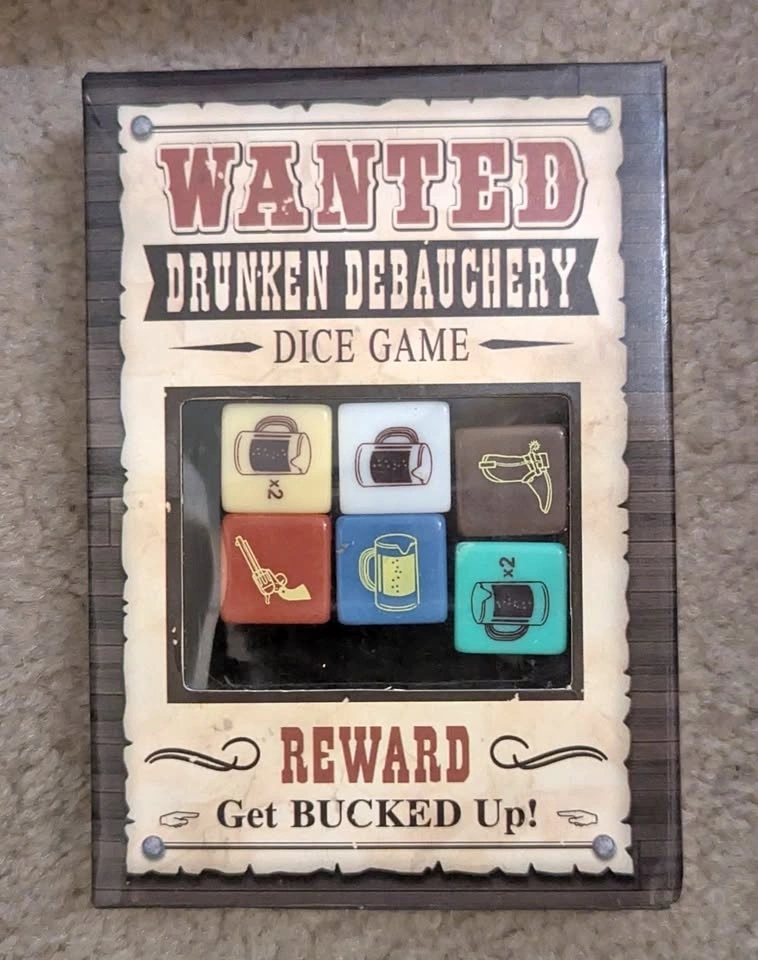 WANTED
DRUNKEN DEBAUCHERY
DICE GAME
x2
x2
REWARD
Get BUCKED Up!